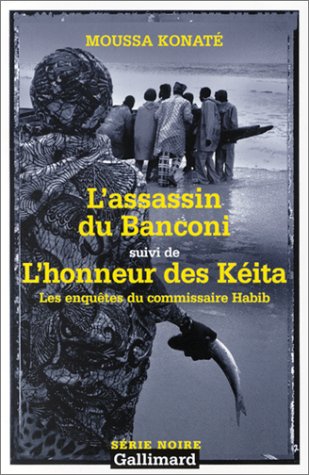 MOUSSA KONATÉ
L'assassin
du Banconi
suivi de
L'honneur des Kéita
Les enquêtes du commissaire Habib
SÉRIE NOIRE
Gallimard